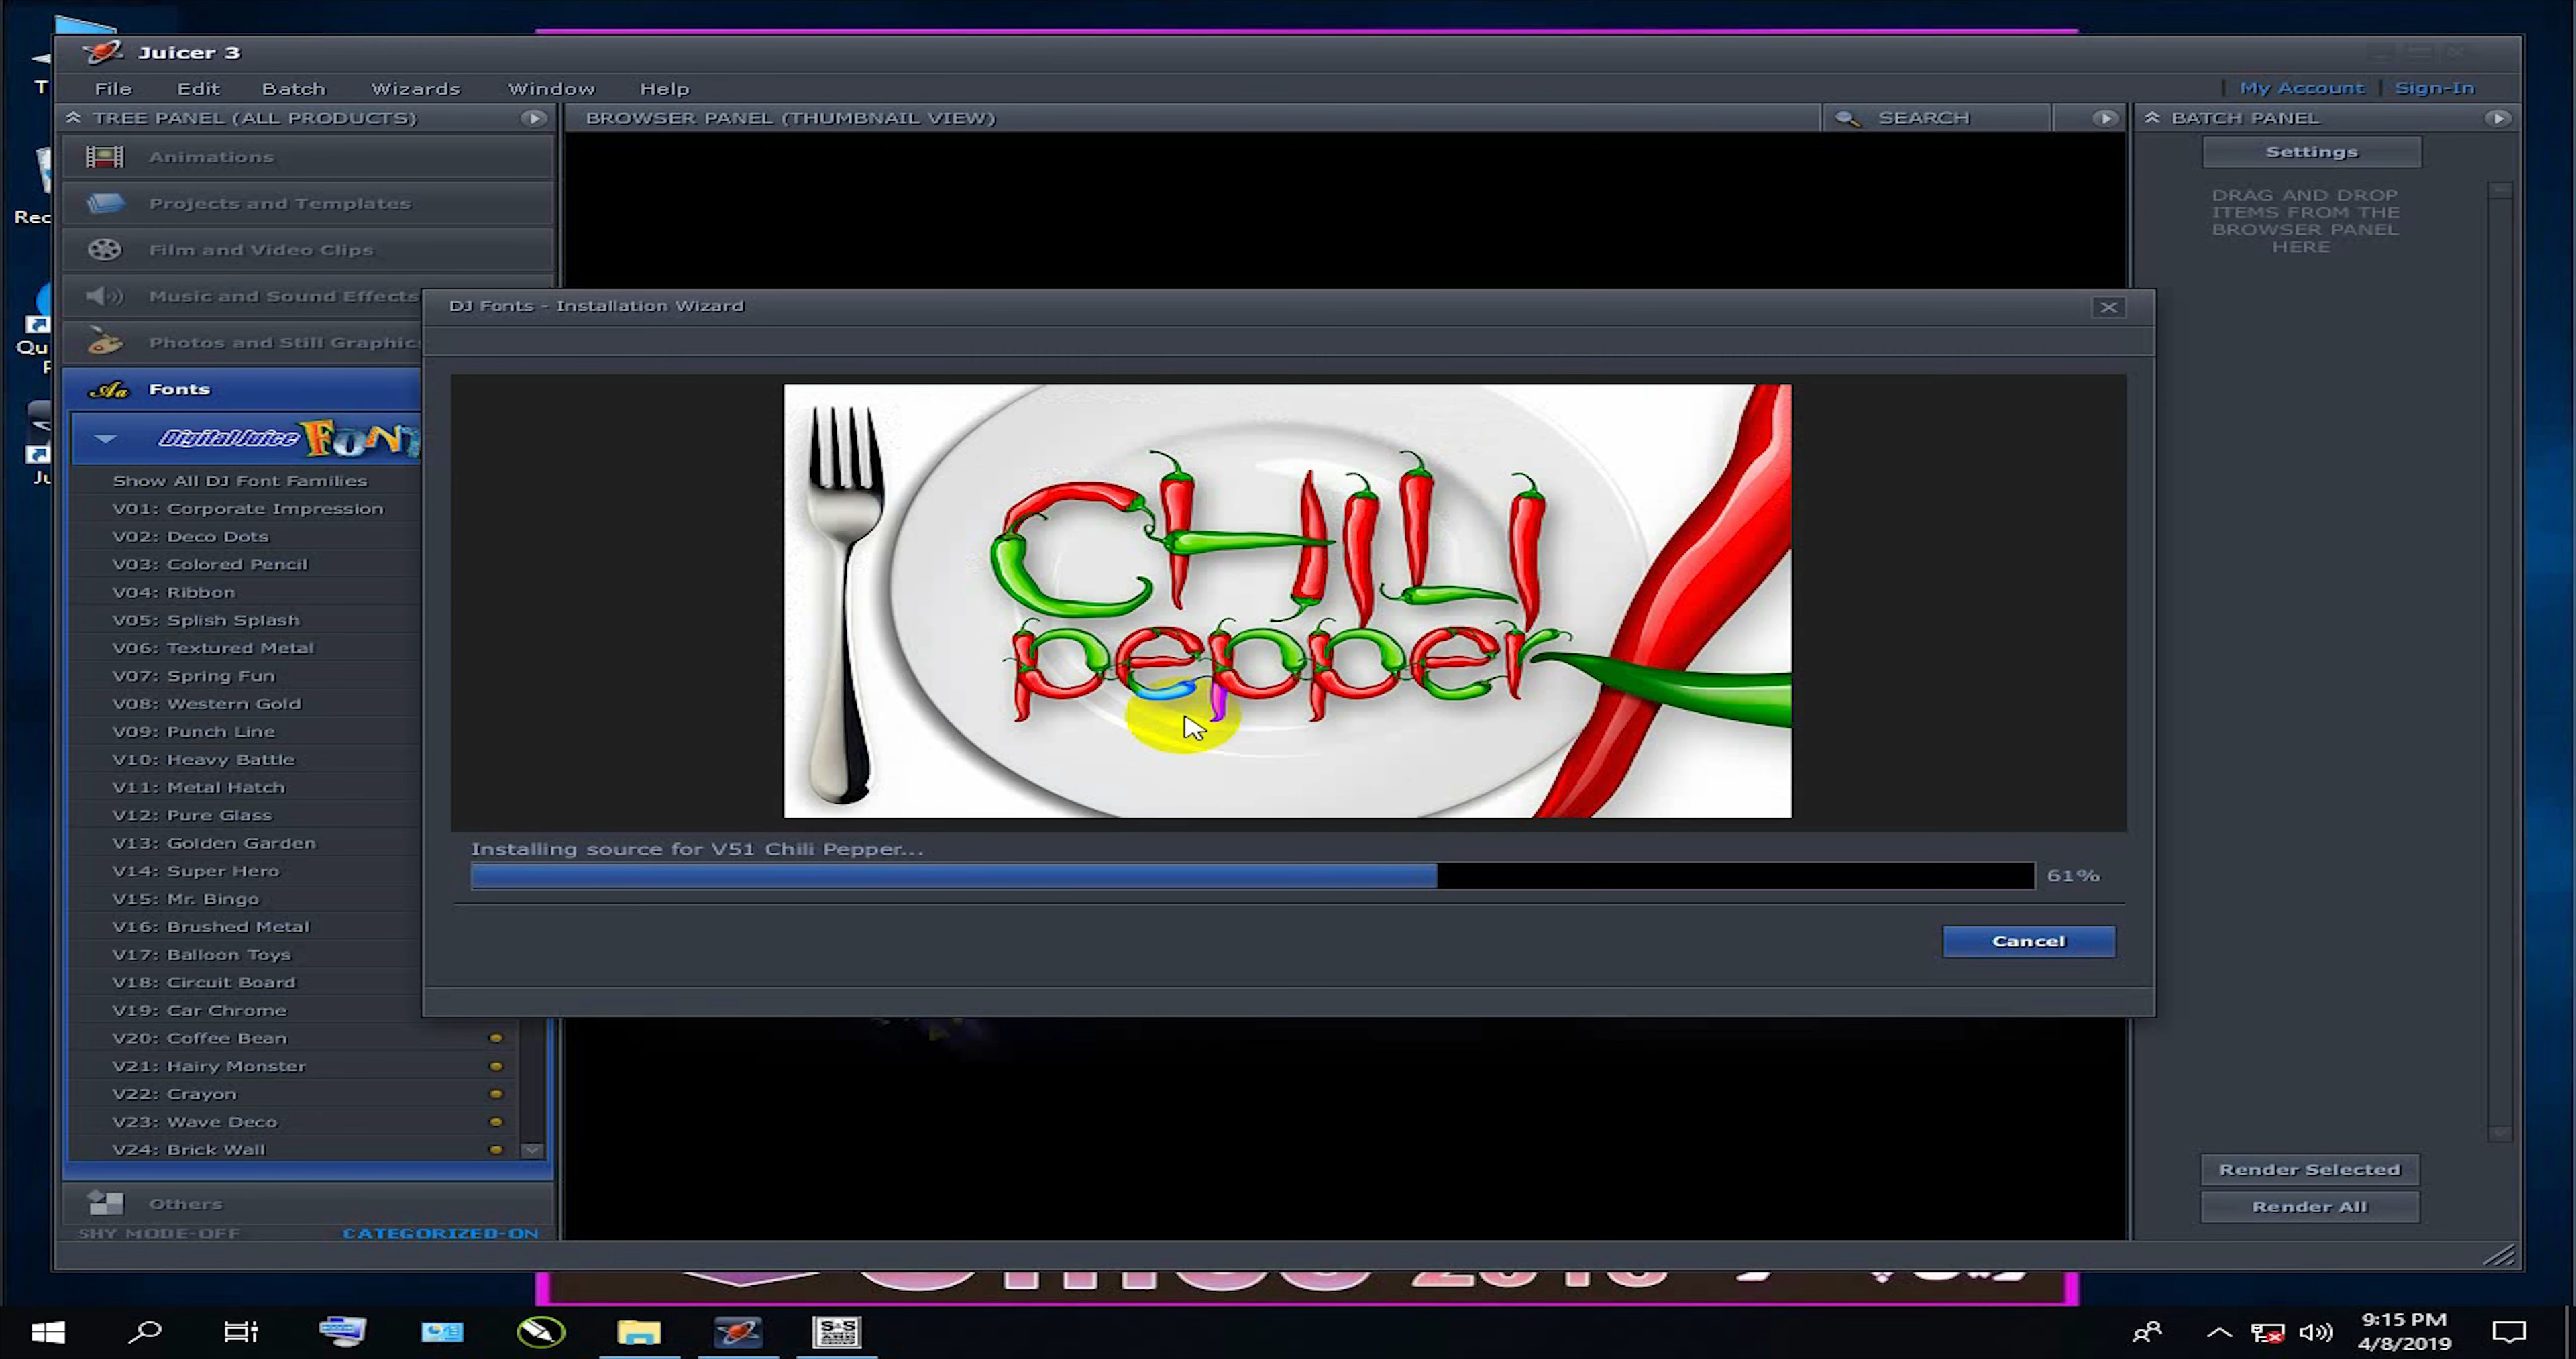 Juicer 3
File Edit Batch Wizards Window Help
My Account Sign-In
TREE PANEL (ALL PRODUCTS)
BROWSER PANEL (THUMBNAIL VIEW)
SEARCH
BATCH PANEL
Settings
DRAG AND DROP
ITEMS FROM THE
BROWSER PANEL
HERE
Animations
Projects and Templates
Film and Video Clips
Music and Sound Effects
Photos and Still Graphics
Fonts
DigitalJuice FONT
Show All DJ Font Families
V01: Corporate Impression
V02: Deco Dots
V03: Colored Pencil
V04: Ribbon
V05: Splish Splash
V06: Textured Metal
V07: Spring Fun
V08: Western Gold
V09: Punch Line
V10: Heavy Battle
V11: Metal Hatch
V12: Pure Glass
V13: Golden Garden
V14: Super Hero
V15: Mr. Bingo
V16: Brushed Metal
V17: Balloon Toys
V18: Circuit Board
V19: Car Chrome
V20: Coffee Bean
V21: Hairy Monster
V22: Crayon
V23: Wave Deco
V24: Brick Wall
Others
SHY MODE-OFF CATEGORIZED-ON
DJ Fonts - Installation Wizard
CHILI
pepper
Installing source for V51 Chili Pepper...
61%
Cancel
Render Selected
Render All
S&S
9:15 PM
4/8/2019